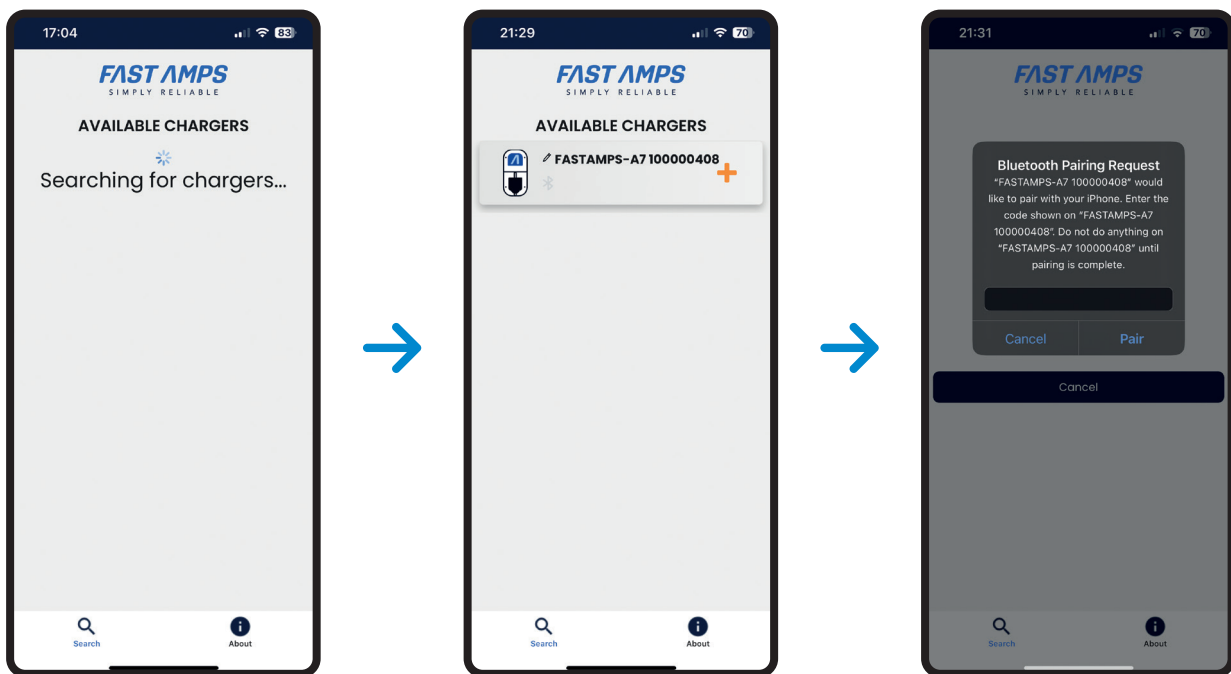 17:04
83
FAST AMPS
SIMPLY RELIABLE
AVAILABLE CHARGERS
Searching for chargers...
Search
About
21:29
70
FAST AMPS
SIMPLY RELIABLE
AVAILABLE CHARGERS
FASTAMPS-A7 100000408
Search
About
21:31
70
FAST AMPS
SIMPLY RELIABLE
Bluetooth Pairing Request
"FASTAMPS-A7 100000408" would
like to pair with your iPhone. Enter the
code shown on "FASTAMPS-A7
100000408". Do not do anything on
"FASTAMPS-A7 100000408" until
pairing is complete.
Cancel
Pair
Cancel
Search
About